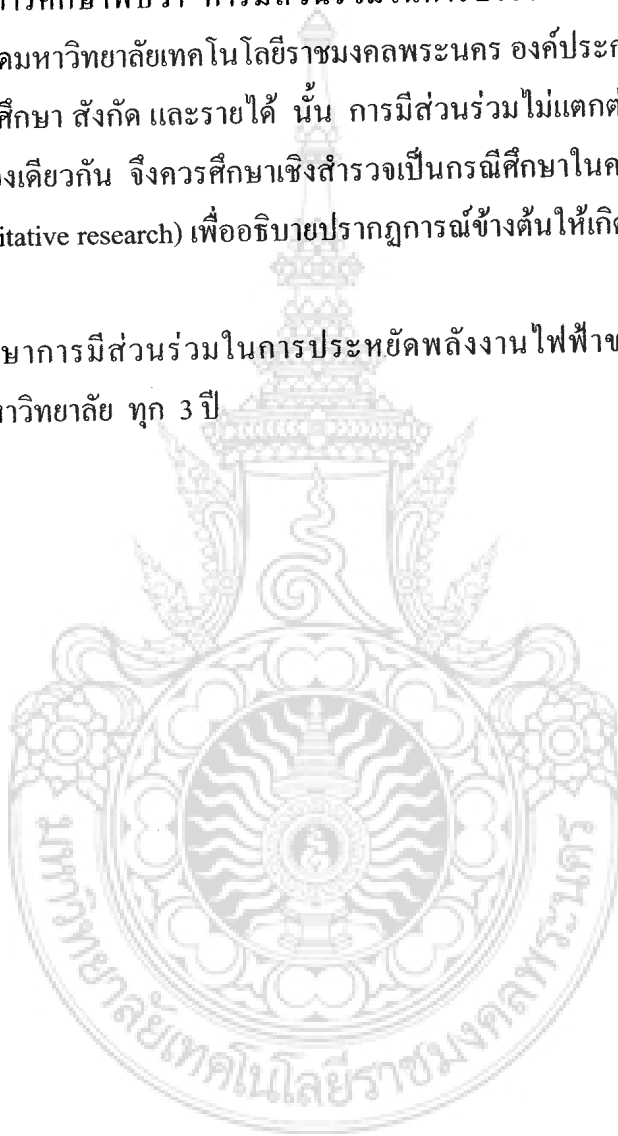 การศึกษาพบว่า การมีส่วนร่วมในการประ
มหาวิทยาลัยเทคโนโลยีราชมงคลพระนคร องค์ประก
ศึกษา สังกัด และรายได้ นั้น การมีส่วนร่วมไม่แตกต่
งเดียวกัน จึงควรศึกษาเชิงสำรวจเป็นกรณีศึกษาในค
itative research) เพื่ออธิบายปรากฏการณ์ข้างต้นให้เกิด
ษาการมีส่วนร่วมในการประหยัดพลังงานไฟฟ้าข
หาวิทยาลัย ทุก 3 ปี
มหาวิทยาลัยเทคโนโลยีราชมงคลพระนคร